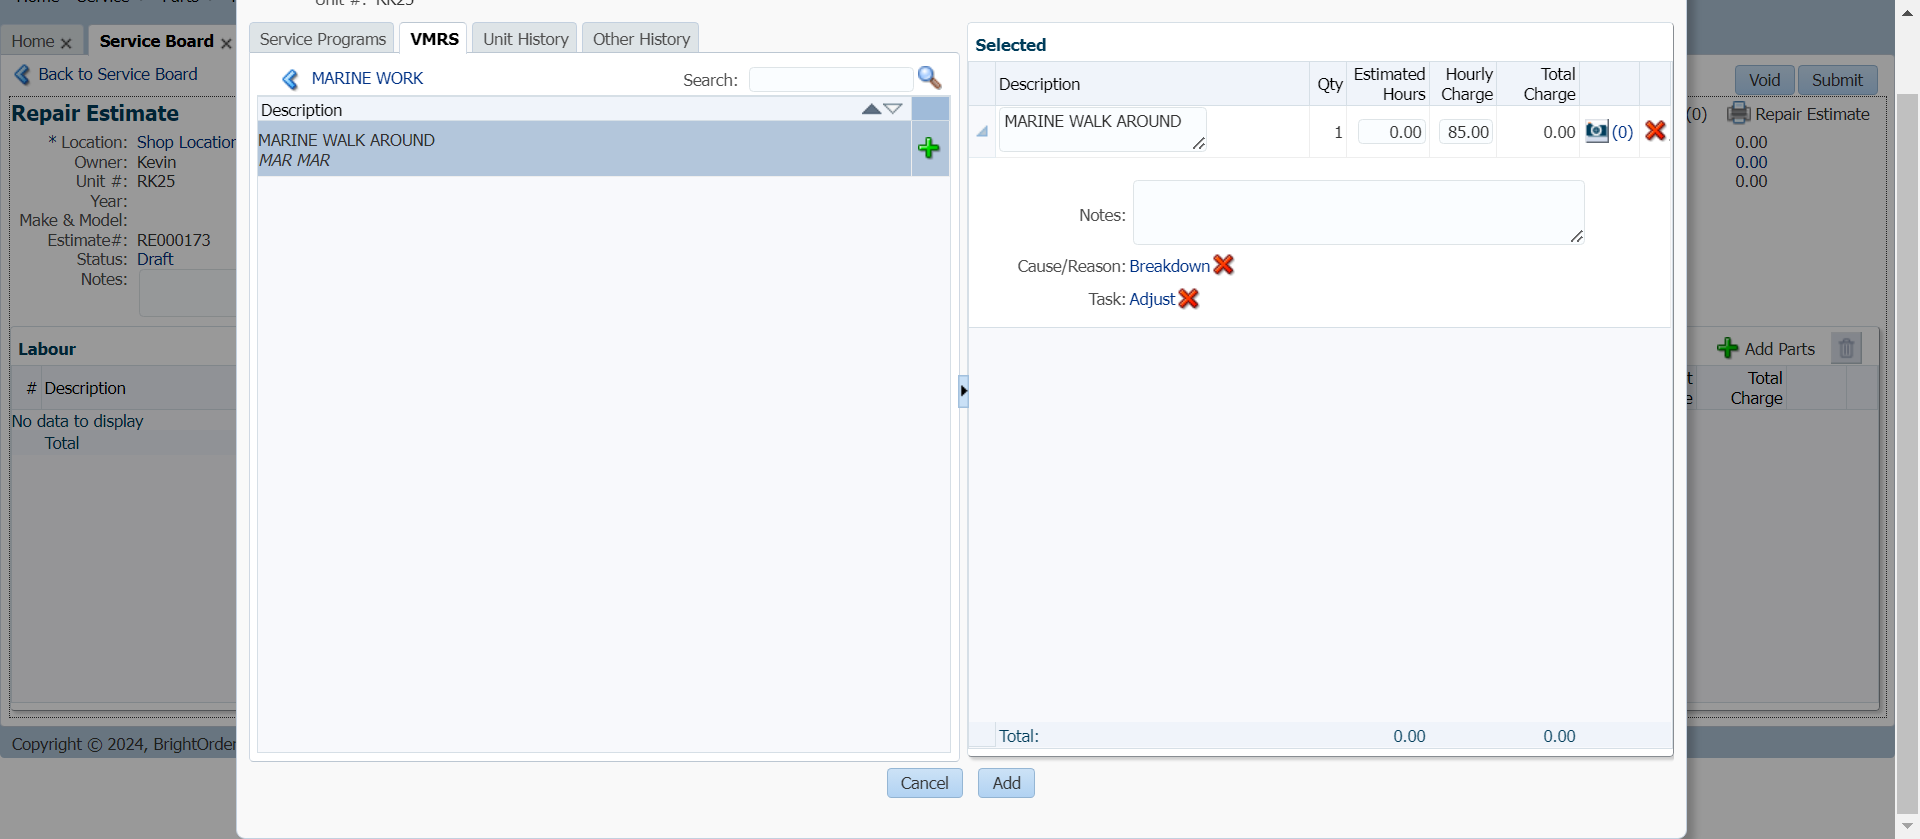 Unit #: RK25
Home
Service Board
Back to Service Board
Repair Estimate
* Location: Shop Location
Owner: Kevin
Unit #: RK25
Year:
Make & Model:
Estimate#: RE000173
Status: Draft
Notes:
Labour
# Description
No data to display
Total
Copyright © 2024, BrightOrder
Service Programs
VMRS
Unit History
Other History
MARINE WORK
Search:
Description
MARINE WALK AROUND
MAR MAR
Selected
Description Qty Estimated Hours Hourly Charge Total Charge
MARINE WALK AROUND 1 0.00 85.00 0.00 (0)
Notes:
Cause/Reason: Breakdown
Task: Adjust
Total: 0.00 0.00
Cancel
Add
Void
Submit
(0) Repair Estimate
0.00
0.00
0.00
Add Parts
Total
Charge